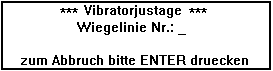 *** Vibratorjustage ***
Wiegelinie Nr.: _
zum Abbruch bitte ENTER druecken